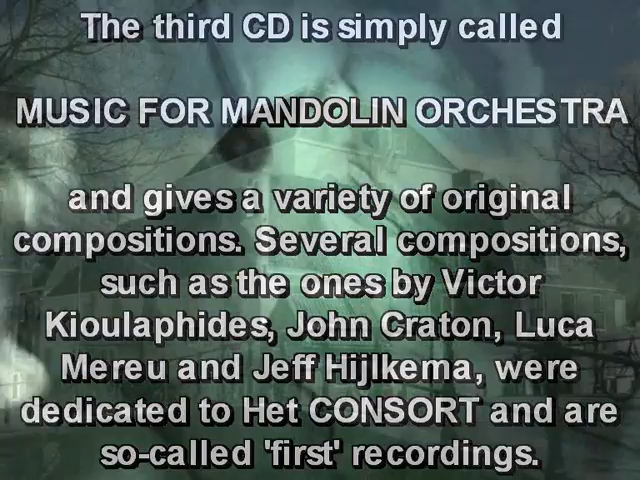 The third CD is simply called
MUSIC FOR MANDOLIN ORCHESTRA
and gives a variety of original
compositions. Several compositions,
such as the ones by Victor
Kioulaphides, John Craton, Luca
Mereu and Jeff Hijlkema, were
dedicated to Het CONSORT and are
so-called 'first' recordings.